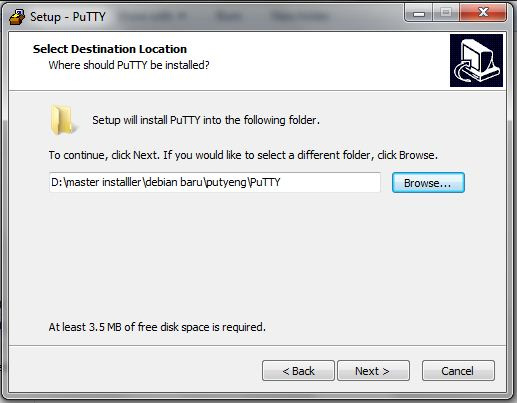 Setup - PuTTY
Select Destination Location
Where should PuTTY be installed?
Setup will install PuTTY into the following folder.
To continue, click Next. If you would like to select a different folder, click Browse.
D:\master installler\debian baru\putyeng\PuTTY
Browse...
At least 3.5 MB of free disk space is required.
< Back
Next >
Cancel